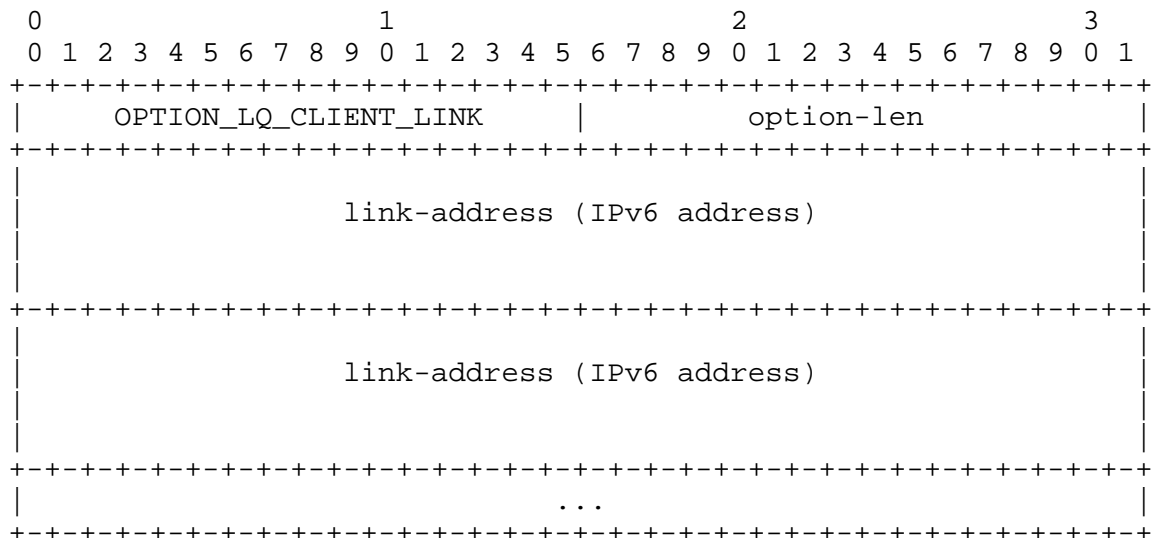 0                   1                   2                   3
 0 1 2 3 4 5 6 7 8 9 0 1 2 3 4 5 6 7 8 9 0 1 2 3 4 5 6 7 8 9 0 1
+-+-+-+-+-+-+-+-+-+-+-+-+-+-+-+-+-+-+-+-+-+-+-+-+-+-+-+-+-+-+-+-+
|     OPTION_LQ_CLIENT_LINK     |         option-len            |
+-+-+-+-+-+-+-+-+-+-+-+-+-+-+-+-+-+-+-+-+-+-+-+-+-+-+-+-+-+-+-+-+
|                                                               |
|                  link-address (IPv6 address)                  |
|                                                               |
|                                                               |
+-+-+-+-+-+-+-+-+-+-+-+-+-+-+-+-+-+-+-+-+-+-+-+-+-+-+-+-+-+-+-+-+
|                                                               |
|                  link-address (IPv6 address)                  |
|                                                               |
|                                                               |
+-+-+-+-+-+-+-+-+-+-+-+-+-+-+-+-+-+-+-+-+-+-+-+-+-+-+-+-+-+-+-+-+
|                              ...                              |
+-+-+-+-+-+-+-+-+-+-+-+-+-+-+-+-+-+-+-+-+-+-+-+-+-+-+-+-+-+-+-+-+